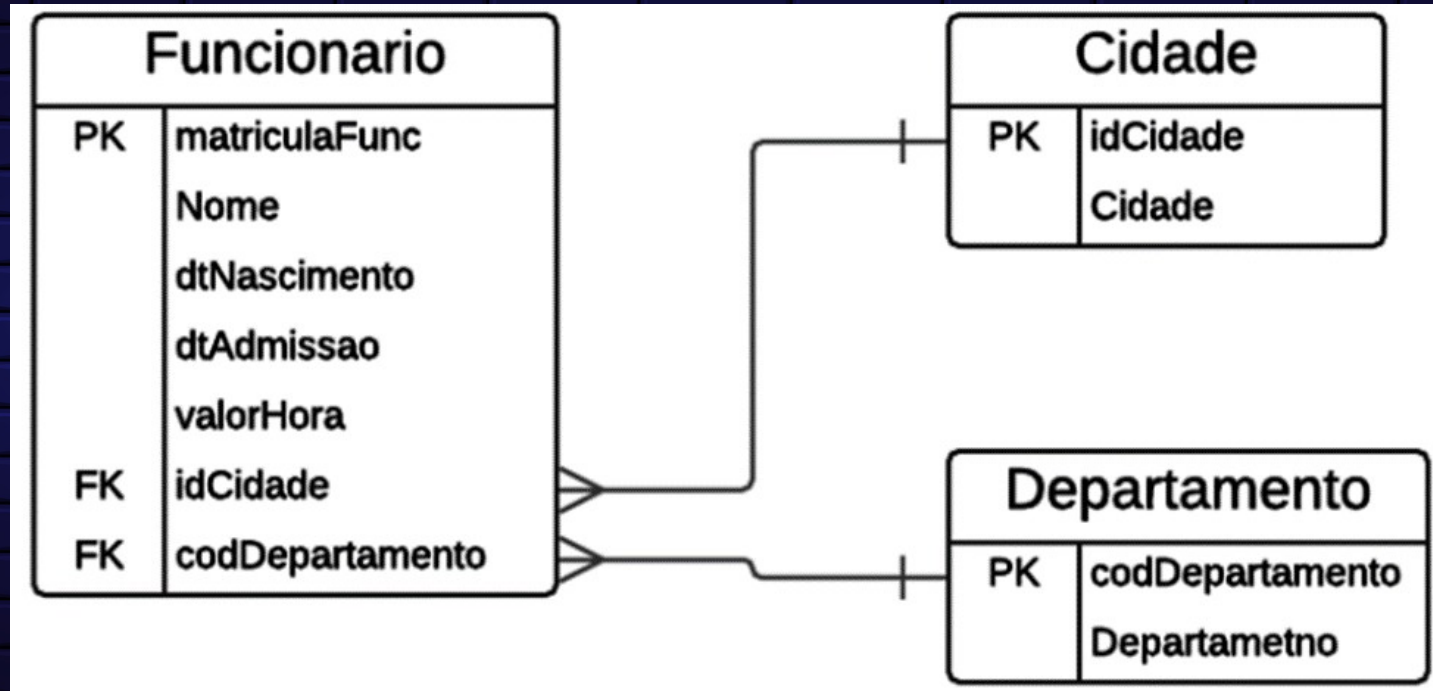 Funcionario
PK matriculaFunc
Nome
dtNascimento
dtAdmissao
valorHora
FK idCidade
FK codDepartamento
Cidade
PK idCidade
Cidade
Departamento
PK codDepartamento
Departametno